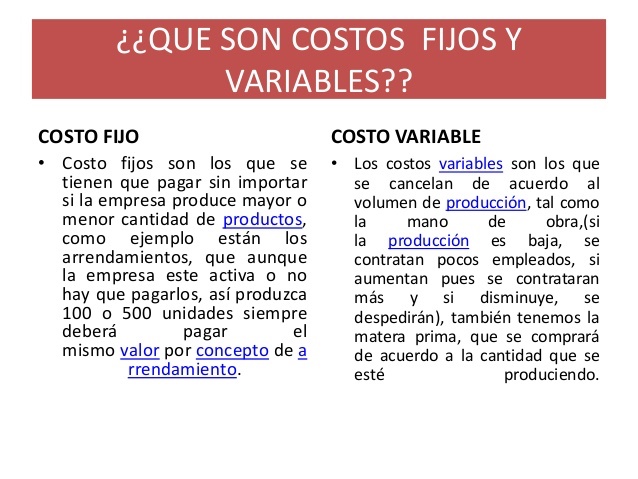 ¿¿QUE SON COSTOS FIJOS Y
VARIABLES??
COSTO FIJO
• Costo fijos son los que se
tienen que pagar sin importar
si la empresa produce mayor o
menor cantidad de productos,
como ejemplo están los
arrendamientos, que aunque
la empresa este activa o no
hay que pagarlos, así produzca
100 o 500 unidades siempre
deberá pagar el
mismo valor por concepto de a
rrendamiento.
COSTO VARIABLE
• Los costos variables son los que
se cancelan de acuerdo al
volumen de producción, tal como
la mano de obra,(si
la producción es baja, se
contratan pocos empleados, si
aumentan pues se contrataran
más y si disminuye, se
despedirán), también tenemos la
matera prima, que se comprará
de acuerdo a la cantidad que se
esté produciendo.